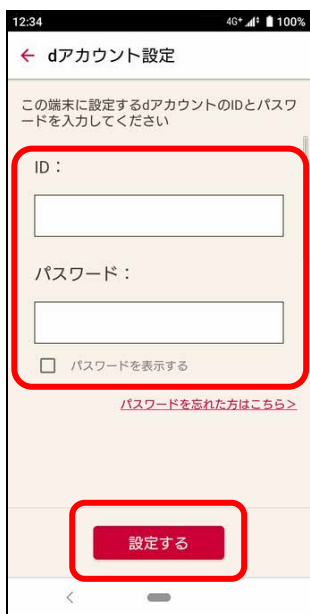 12:34 4G+ 100%
← dアカウント設定
この端末に設定するdアカウントのIDとパスワ
ードを入力してください
ID：
パスワード：
パスワードを表示する
パスワードを忘れた方はこちら＞
設定する